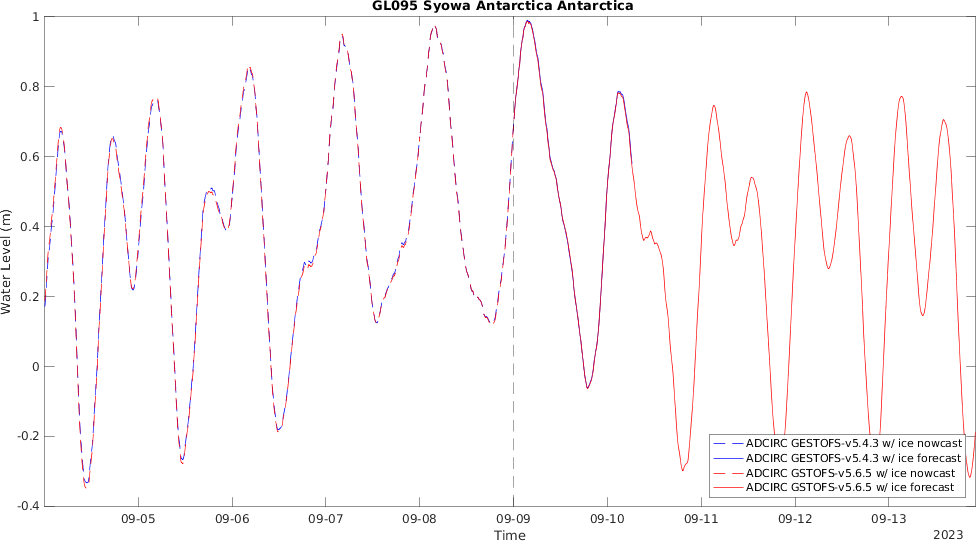 GL095 Syowa Antarctica Antarctica
1
0.8
0.6
0.4
0.2
0
-0.2
-0.4
Water Level (m)
ADCIRC GESTOFS-v5.4.3 w/ ice nowcast
ADCIRC GESTOFS-v5.4.3 w/ ice forecast
ADCIRC GSTOFS-v5.6.5 w/ ice nowcast
ADCIRC GSTOFS-v5.6.5 w/ ice forecast
09-05 09-06 09-07 09-08 09-09 09-10 09-11 09-12 09-13
Time
2023